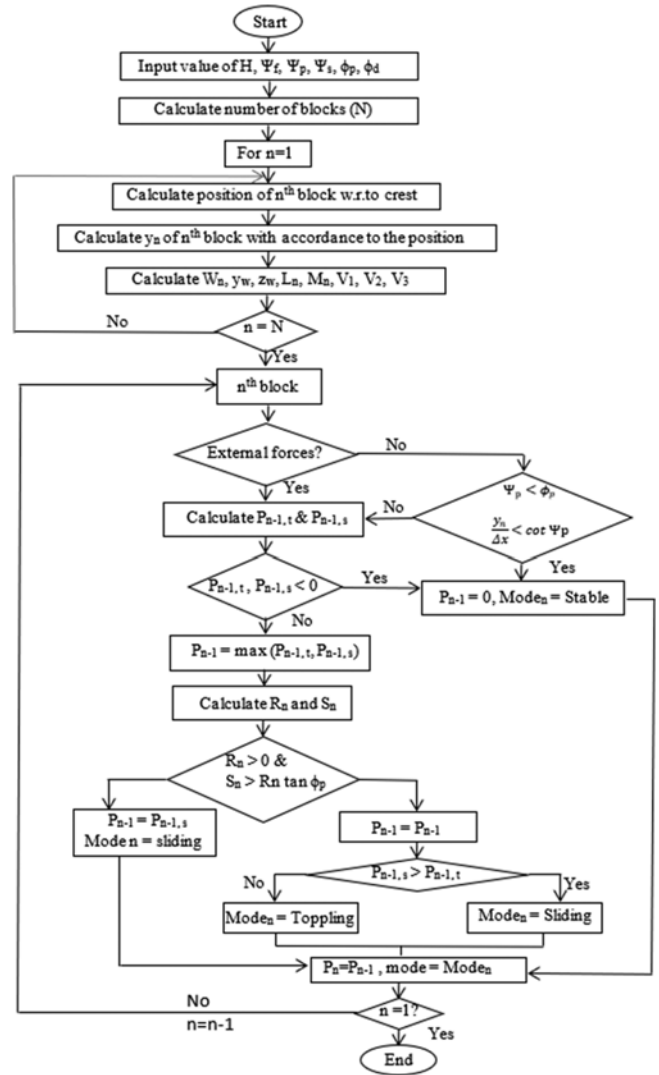 Start
Input value of H, Ψf, Ψp, Ψs, ϕp, ϕd
Calculate number of blocks (N)
For n=1
Calculate position of nth block w.r.to crest
Calculate yn of nth block with accordance to the position
Calculate Wn, yw, zw, Ln, Mn, V1, V2, V3
No
n = N
Yes
nth block
External forces?
No
Yes
Ψp < ϕp
yn/Δx < cot Ψp
No
Calculate Pn-1,t & Pn-1,s
Yes
Pn-1,t , Pn-1,s < 0
Yes
Pn-1 = 0, Moden = Stable
No
Pn-1 = max (Pn-1,t, Pn-1,s)
Calculate Rn and Sn
Rn > 0 &
Sn > Rn tan ϕp
Pn-1 = Pn-1,s
Mode n = sliding
Pn-1 = Pn-1
Pn-1,s > Pn-1,t
No
Yes
Moden = Toppling
Moden = Sliding
Pn=Pn-1 , mode = Moden
No
n=n-1
n =1?
Yes
End